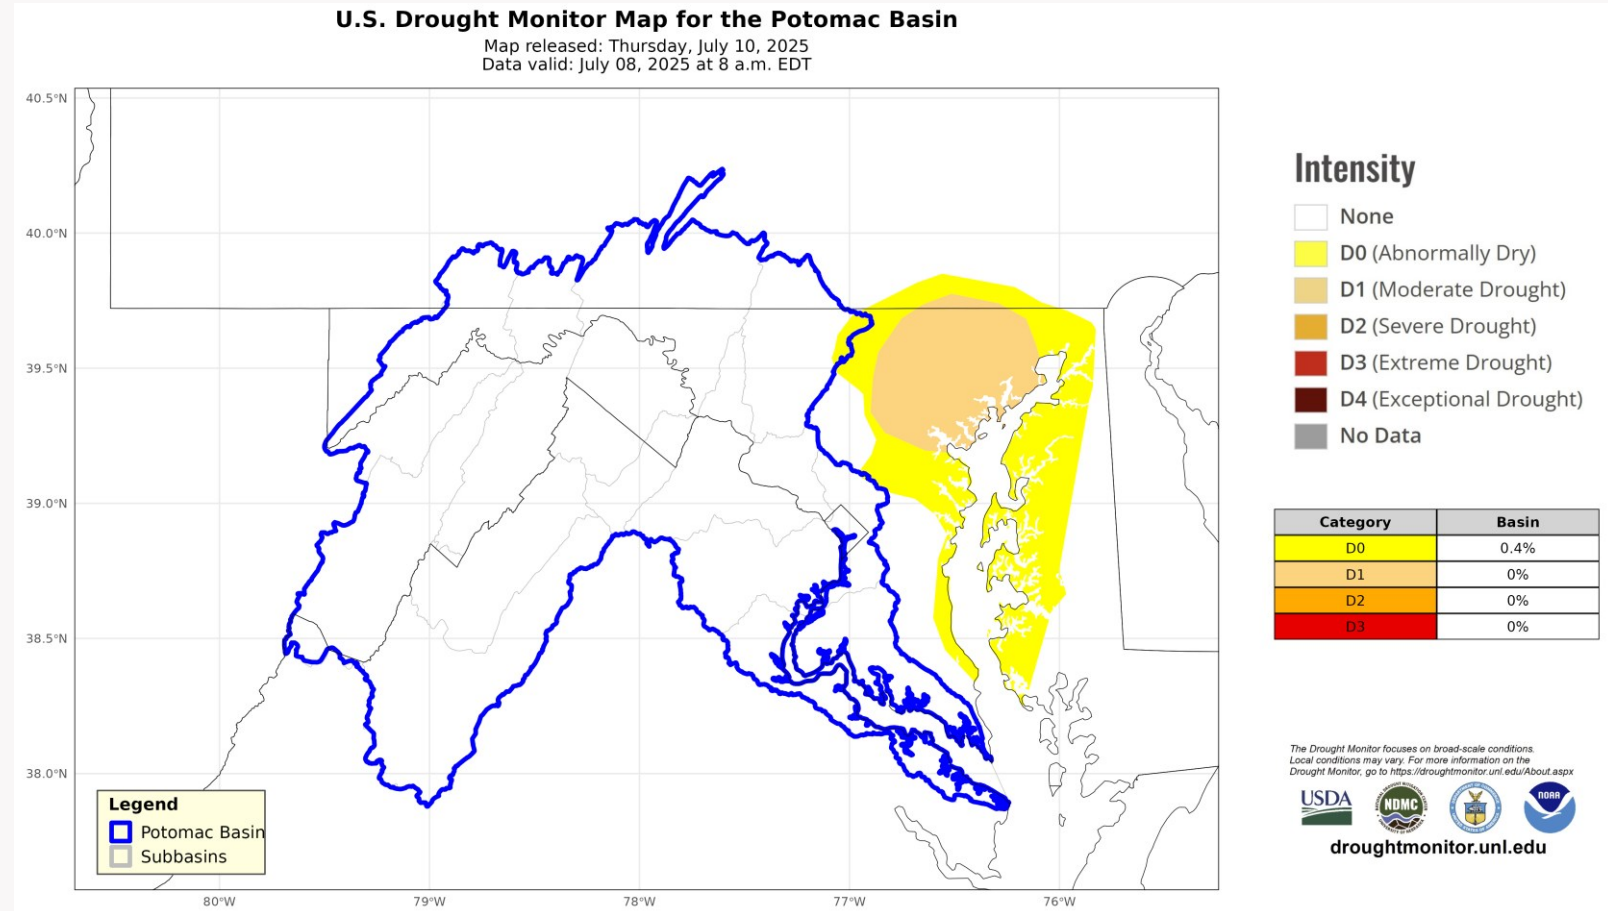 U.S. Drought Monitor Map for the Potomac Basin
Map released: Thursday, July 10, 2025
Data valid: July 08, 2025 at 8 a.m. EDT
40.5°N
40.0°N
39.5°N
39.0°N
38.5°N
38.0°N
80°W
79°W
78°W
77°W
76°W
Legend
Potomac Basin
Subbasins
Intensity
None
D0 (Abnormally Dry)
D1 (Moderate Drought)
D2 (Severe Drought)
D3 (Extreme Drought)
D4 (Exceptional Drought)
No Data
Category Basin
D0 0.4%
D1 0%
D2 0%
D3 0%
The Drought Monitor focuses on broad-scale conditions.
Local conditions may vary. For more information on the
Drought Monitor, go to https://droughtmonitor.unl.edu/About.aspx
USDA
NDMC
NOAA
droughtmonitor.unl.edu